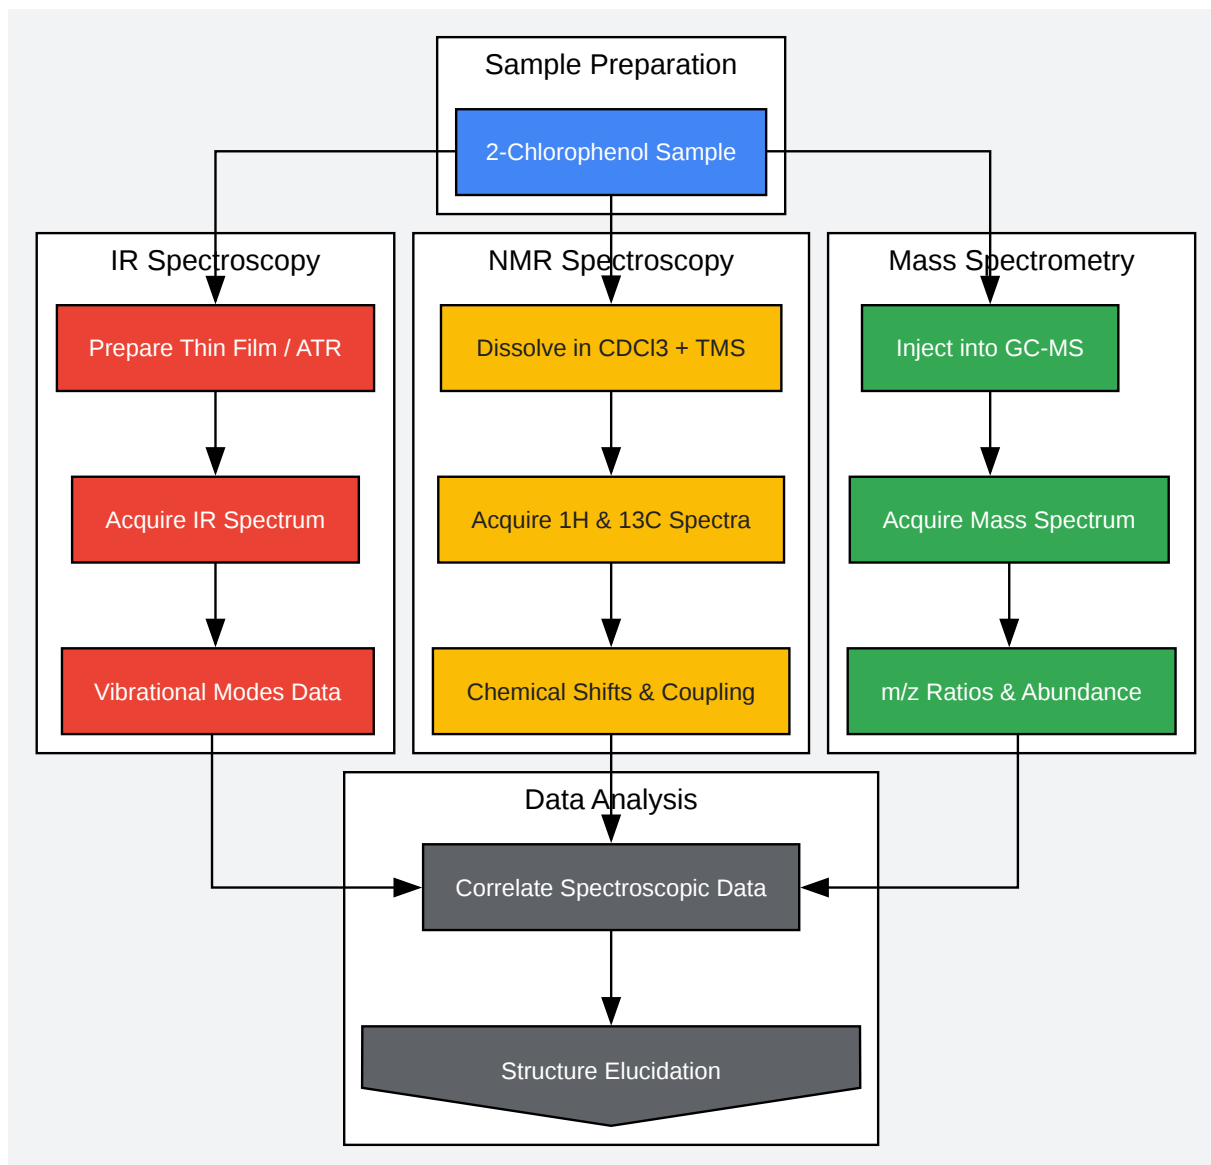 Sample Preparation
2-Chlorophenol Sample
IR Spectroscopy
Prepare Thin Film / ATR
Acquire IR Spectrum
Vibrational Modes Data
NMR Spectroscopy
Dissolve in CDCl3 + TMS
Acquire 1H & 13C Spectra
Chemical Shifts & Coupling
Mass Spectrometry
Inject into GC-MS
Acquire Mass Spectrum
m/z Ratios & Abundance
Data Analysis
Correlate Spectroscopic Data
Structure Elucidation